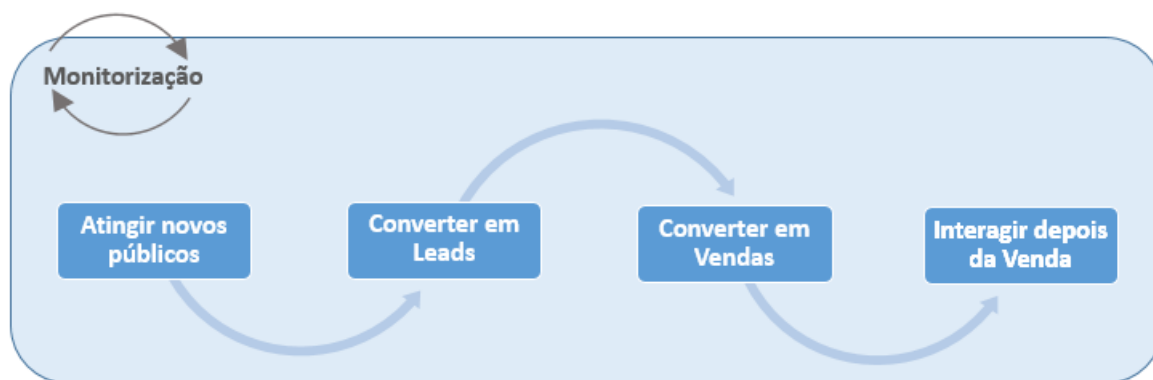 Monitorização
Atingir novos
públicos
Converter em
Leads
Converter em
Vendas
Interagir depois
da Venda